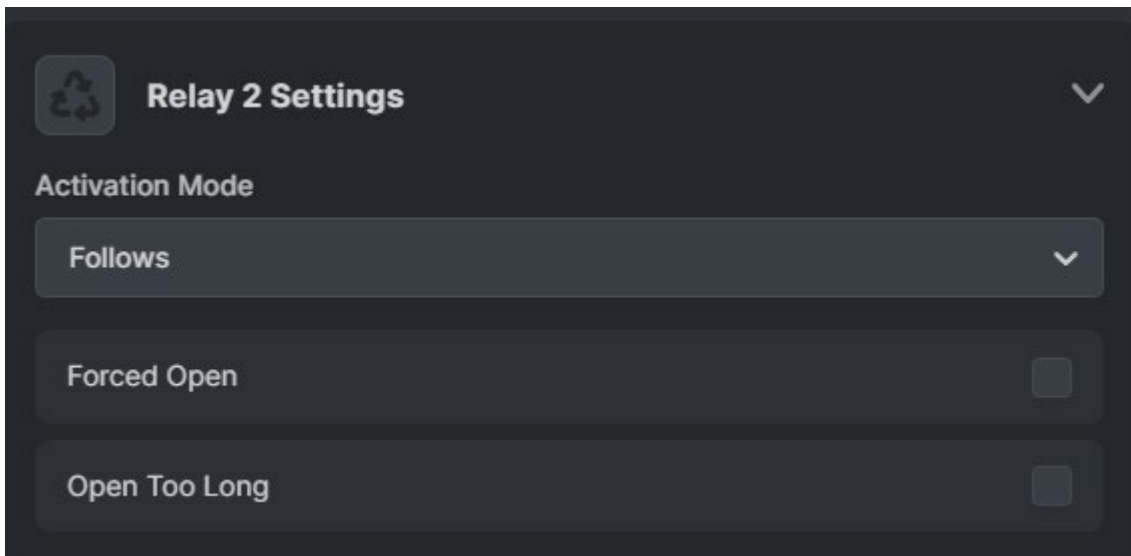 Relay 2 Settings
Activation Mode
Follows
Forced Open
Open Too Long